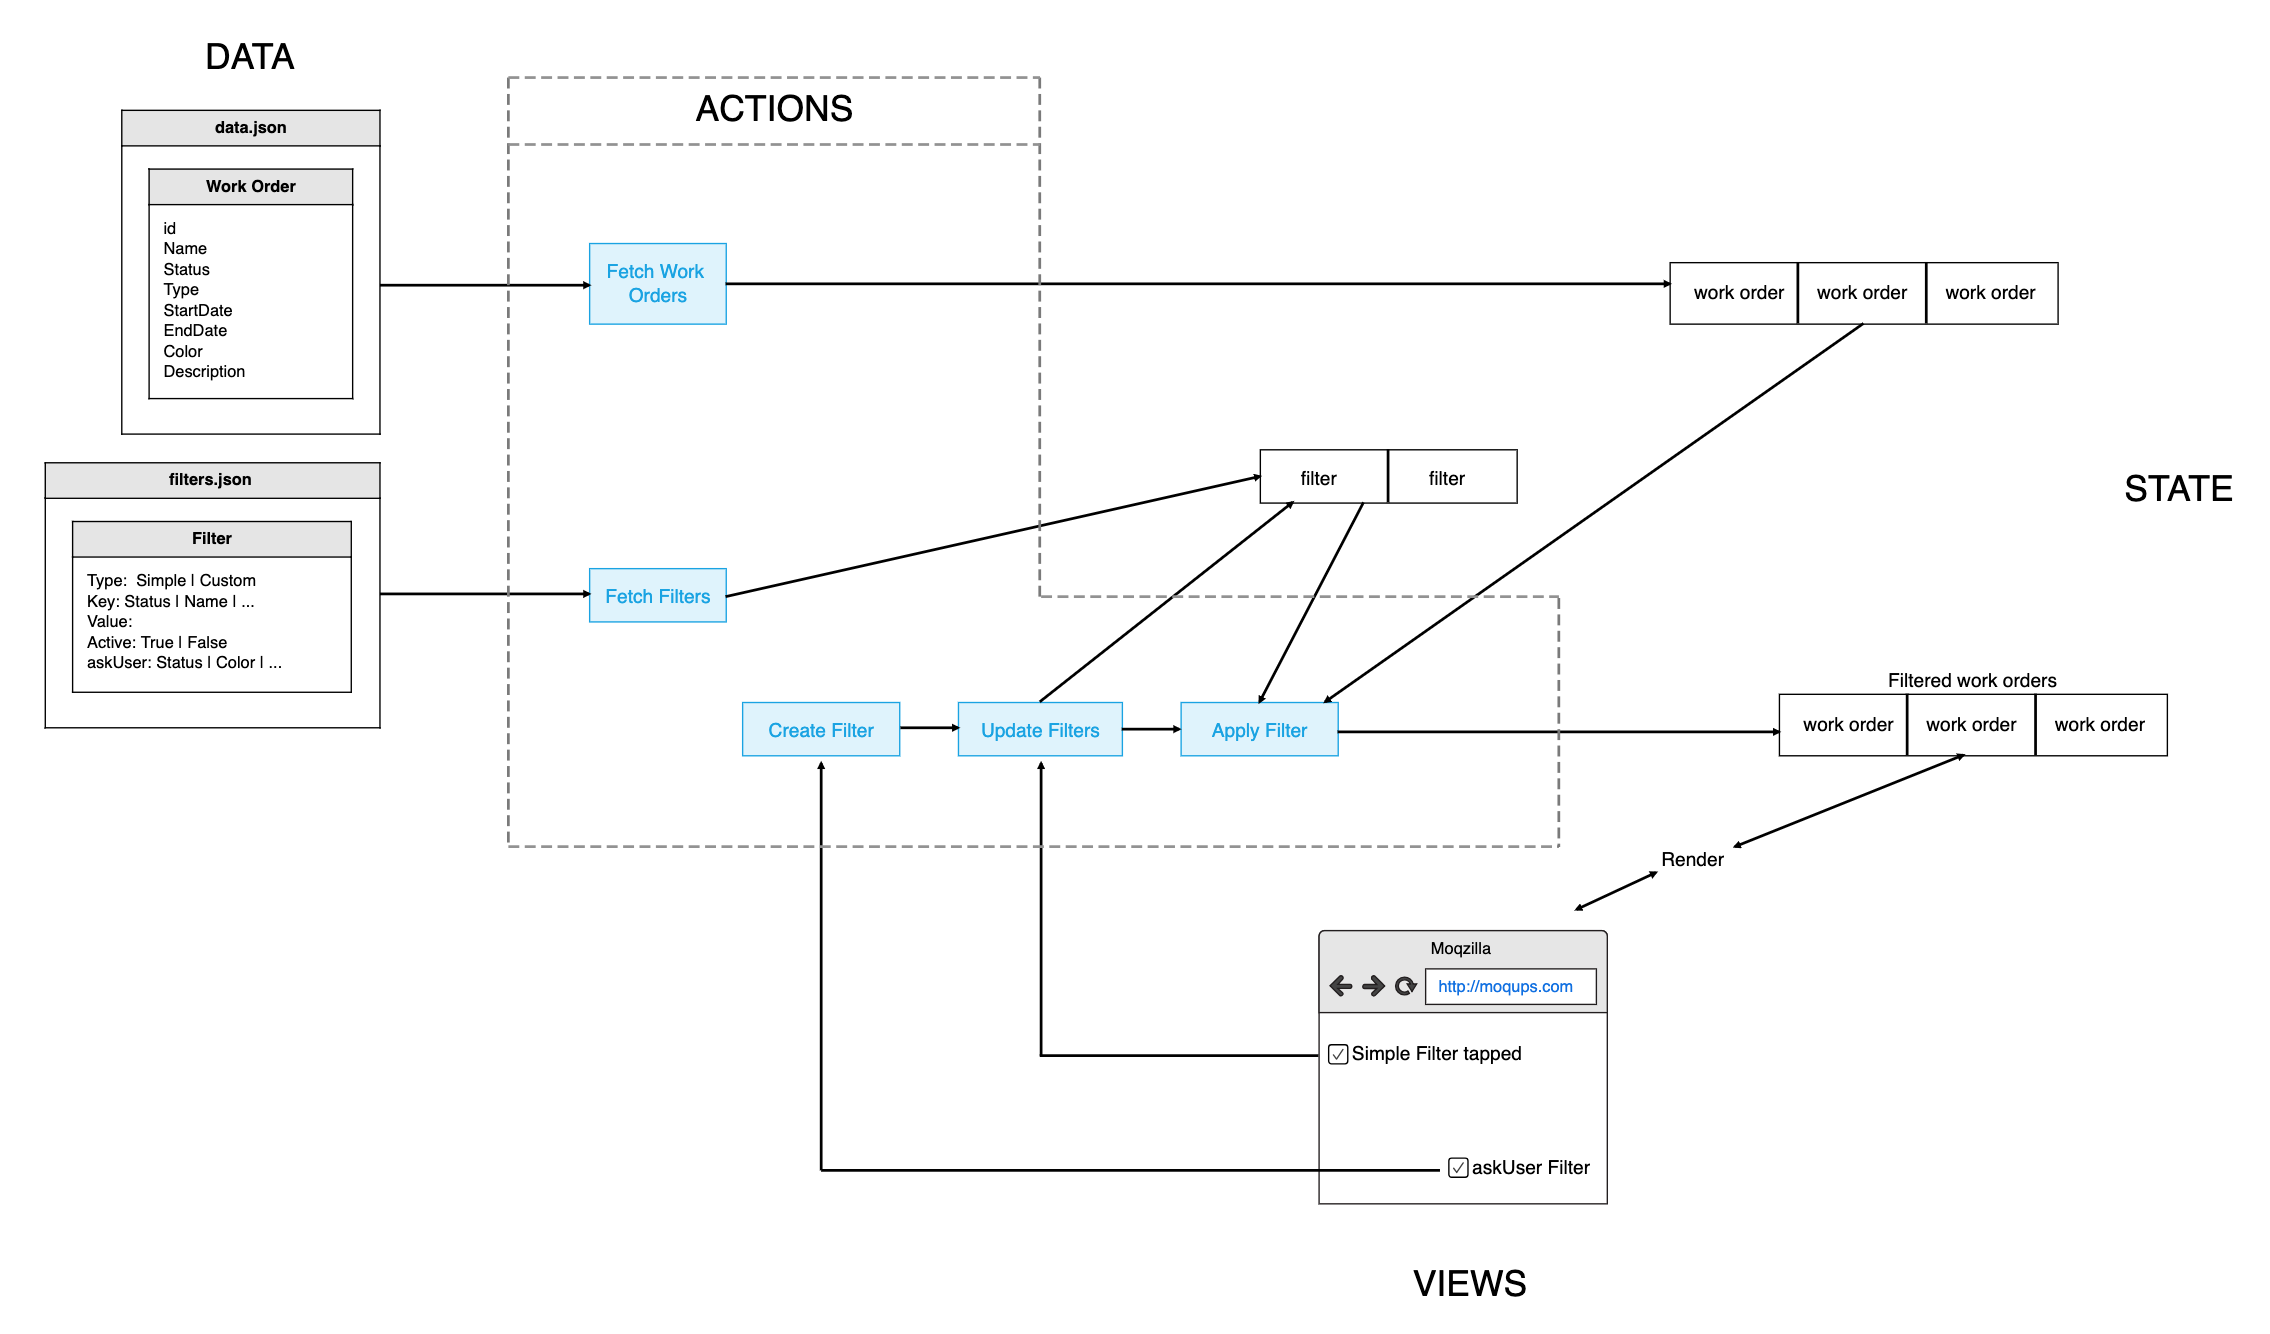 DATA
ACTIONS
data.json
Work Order
id
Name
Status
Type
StartDate
EndDate
Color
Description
Fetch Work
Orders
work order
work order
work order
filters.json
Filter
Type:  Simple | Custom
Key: Status | Name | ...
Value:
Active: True | False
askUser: Status | Color | ...
Fetch Filters
filter
filter
STATE
Create Filter
Update Filters
Apply Filter
Filtered work orders
work order
work order
work order
Render
Moqzilla
http://moqups.com
Simple Filter tapped
askUser Filter
VIEWS